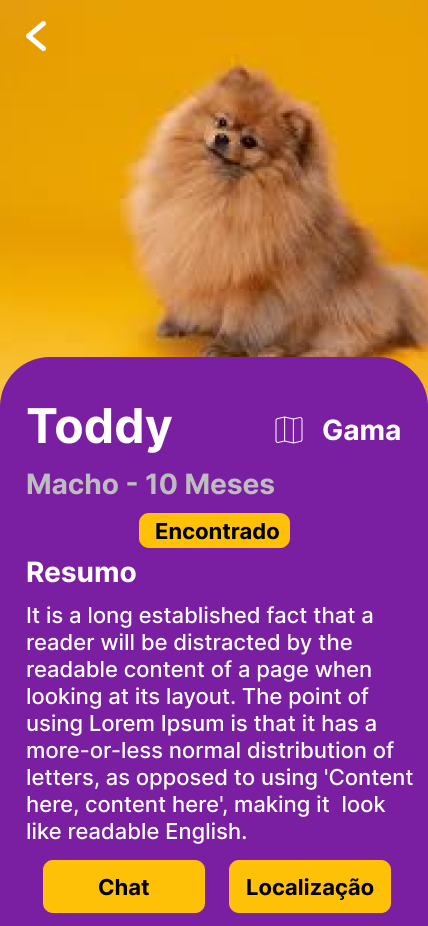 Toddy
Gama
Macho - 10 Meses
Encontrado
Resumo
It is a long established fact that a
reader will be distracted by the
readable content of a page when
looking at its layout. The point of
using Lorem Ipsum is that it has a
more-or-less normal distribution of
letters, as opposed to using 'Content
here, content here', making it  look
like readable English.
Chat
Localização